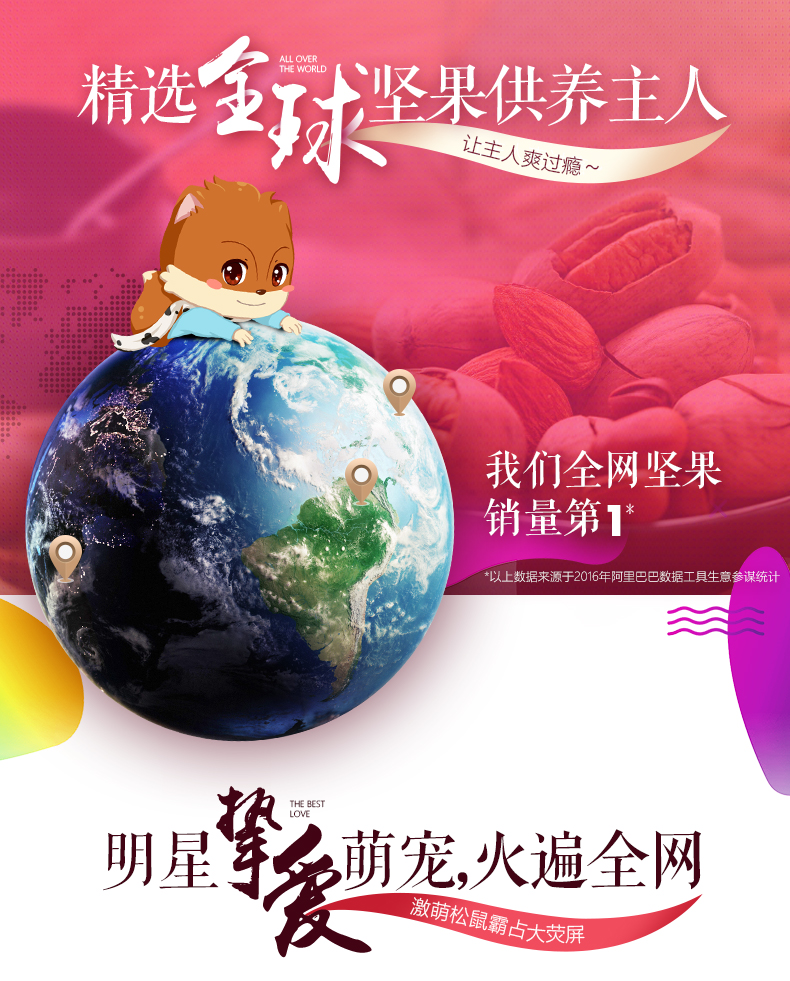 精选全球坚果供养主人
ALL OVER
THE WORLD
让主人爽过瘾~
我们全网坚果
销量第1*
*以上数据来源于2016年阿里巴巴数据工具生意参谋统计
明星挚爱萌宠,火遍全网
THE BEST
LOVE
激萌松鼠霸占大荧屏